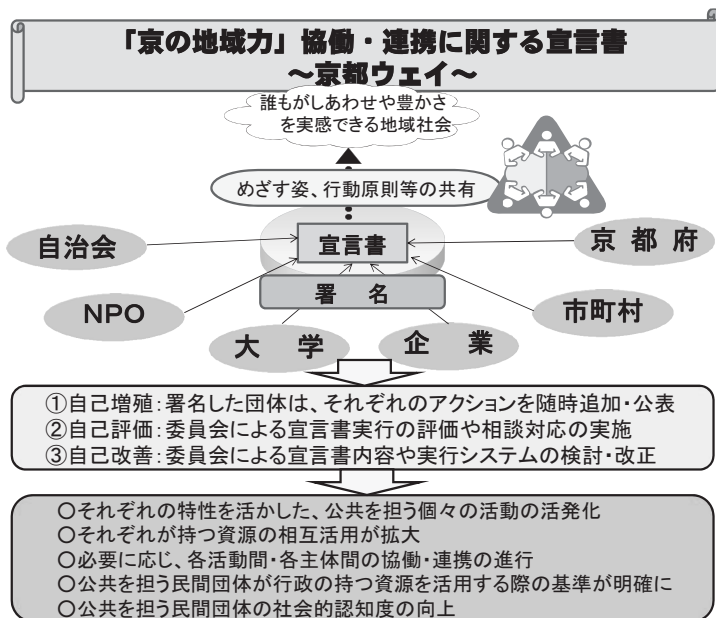 「京の地域力」協働・連携に関する宣言書
～京都ウェイ～
誰もがしあわせや豊かさ
を実感できる地域社会
めざす姿、行動原則等の共有
自治会
宣言書
京都府
NPO
署名
市町村
大学
企業
①自己増殖：署名した団体は、それぞれのアクションを随時追加・公表
②自己評価：委員会による宣言書実行の評価や相談対応の実施
③自己改善：委員会による宣言書内容や実行システムの検討・改正
○それぞれの特性を活かした、公共を担う個々の活動の活発化
○それぞれが持つ資源の相互活用が拡大
○必要に応じ、各活動間・各主体間の協働・連携の進行
○公共を担う民間団体が行政の持つ資源を活用する際の基準が明確に
○公共を担う民間団体の社会的認知度の向上